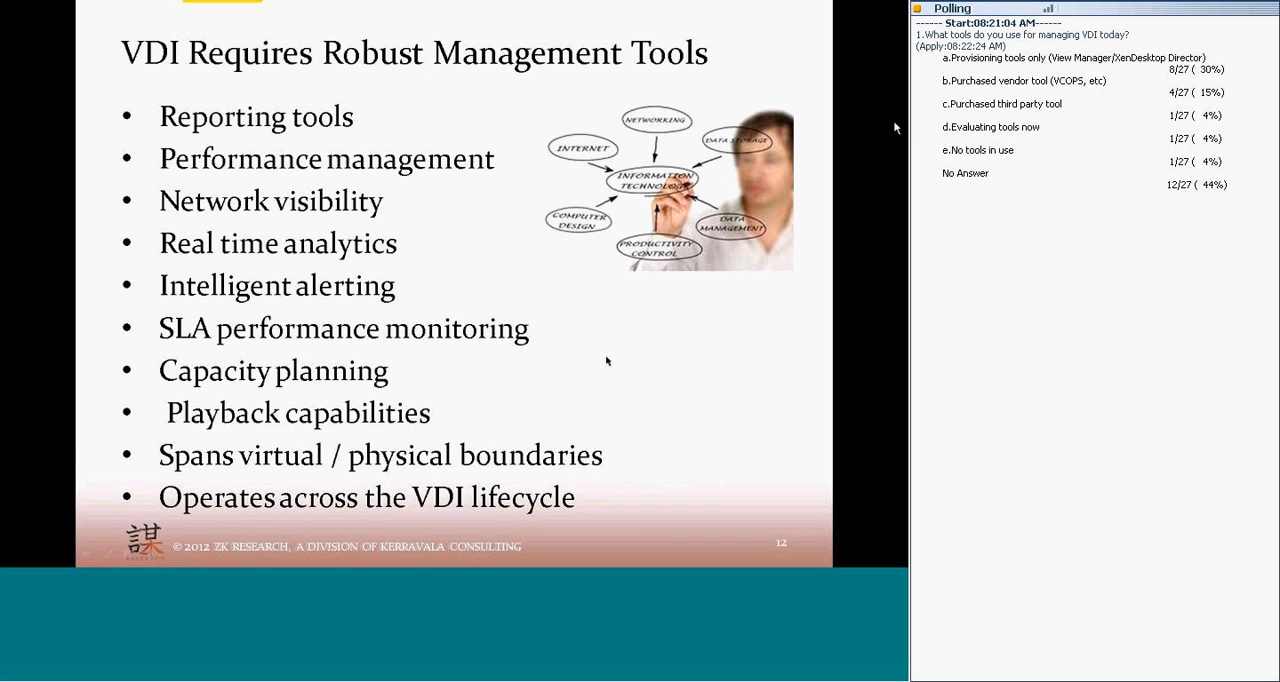 VDI Requires Robust Management Tools
• Reporting tools
• Performance management
• Network visibility
• Real time analytics
• Intelligent alerting
• SLA performance monitoring
• Capacity planning
• Playback capabilities
• Spans virtual / physical boundaries
• Operates across the VDI lifecycle
NETWORKING
INTERNET
DATA STORAGE
INFORMATION
TECHNOLOGY
COMPUTER
DESIGN
DATA
MANAGEMENT
PRODUCTIVITY
CONTROL
謀
© 2012 ZK RESEARCH, A DIVISION OF KERRAVALA CONSULTING
12
Polling
------ Start:08:21:04 AM------
1.What tools do you use for managing VDI today?
(Apply:08:22:24 AM)
a.Provisioning tools only (View Manager/XenDesktop Director)
8/27 ( 30%)
b.Purchased vendor tool (VCOPS, etc)
4/27 ( 15%)
c.Purchased third party tool
1/27 ( 4%)
d.Evaluating tools now
1/27 ( 4%)
e.No tools in use
1/27 ( 4%)
No Answer
12/27 ( 44%)